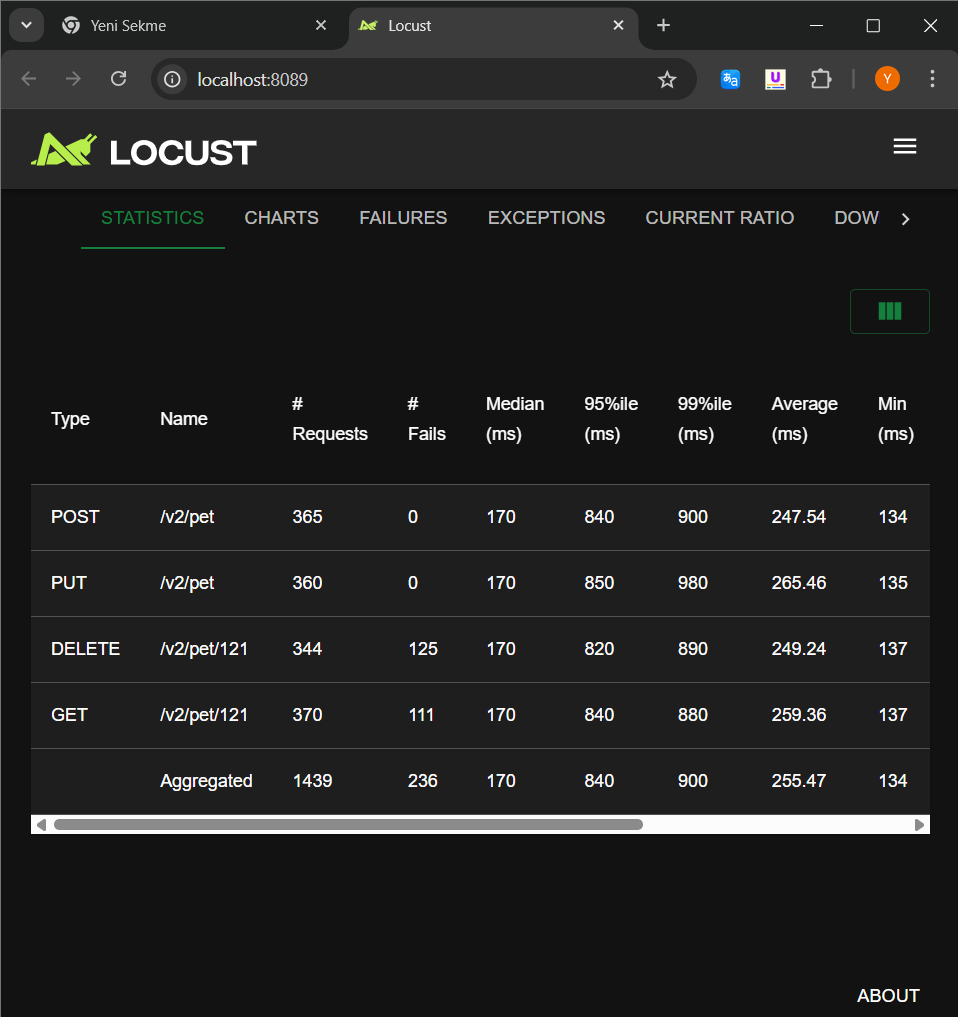 Yeni Sekme
Locust
localhost:8089
Y
LOCUST
STATISTICS CHARTS FAILURES EXCEPTIONS CURRENT RATIO DOW
Type Name # Requests # Fails Median (ms) 95%ile (ms) 99%ile (ms) Average (ms) Min (ms)
POST /v2/pet 365 0 170 840 900 247.54 134
PUT /v2/pet 360 0 170 850 980 265.46 135
DELETE /v2/pet/121 344 125 170 820 890 249.24 137
GET /v2/pet/121 370 111 170 840 880 259.36 137
Aggregated 1439 236 170 840 900 255.47 134
ABOUT